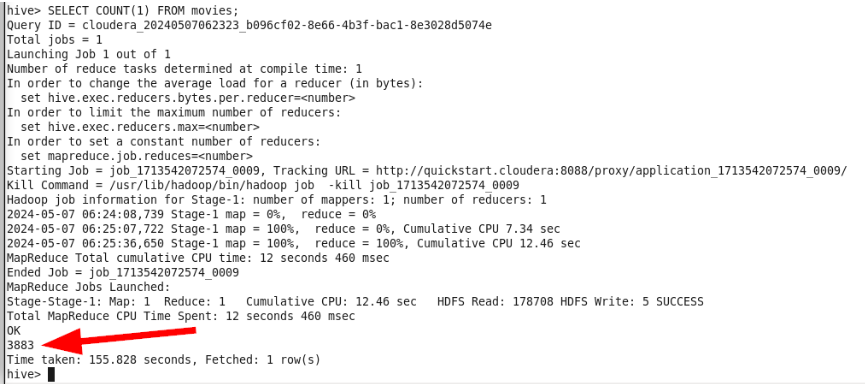 hive> SELECT COUNT(1) FROM movies;
Query ID = cloudera_20240507062323_b096cf02-8e66-4b3f-bac1-8e3028d5074e
Total jobs = 1
Launching Job 1 out of 1
Number of reduce tasks determined at compile time: 1
In order to change the average load for a reducer (in bytes):
  set hive.exec.reducers.bytes.per.reducer=<number>
In order to limit the maximum number of reducers:
  set hive.exec.reducers.max=<number>
In order to set a constant number of reducers:
  set mapreduce.job.reduces=<number>
Starting Job = job_1713542072574_0009, Tracking URL = http://quickstart.cloudera:8088/proxy/application_1713542072574_0009/
Kill Command = /usr/lib/hadoop/bin/hadoop job  -kill job_1713542072574_0009
Hadoop job information for Stage-1: number of mappers: 1; number of reducers: 1
2024-05-07 06:24:08,739 Stage-1 map = 0%,  reduce = 0%
2024-05-07 06:25:07,722 Stage-1 map = 100%,  reduce = 0%, Cumulative CPU 7.34 sec
2024-05-07 06:25:36,650 Stage-1 map = 100%,  reduce = 100%, Cumulative CPU 12.46 sec
MapReduce Total cumulative CPU time: 12 seconds 460 msec
Ended Job = job_1713542072574_0009
MapReduce Jobs Launched:
Stage-Stage-1: Map: 1  Reduce: 1   Cumulative CPU: 12.46 sec   HDFS Read: 178708 HDFS Write: 5 SUCCESS
Total MapReduce CPU Time Spent: 12 seconds 460 msec
OK
3883
Time taken: 155.828 seconds, Fetched: 1 row(s)
hive>